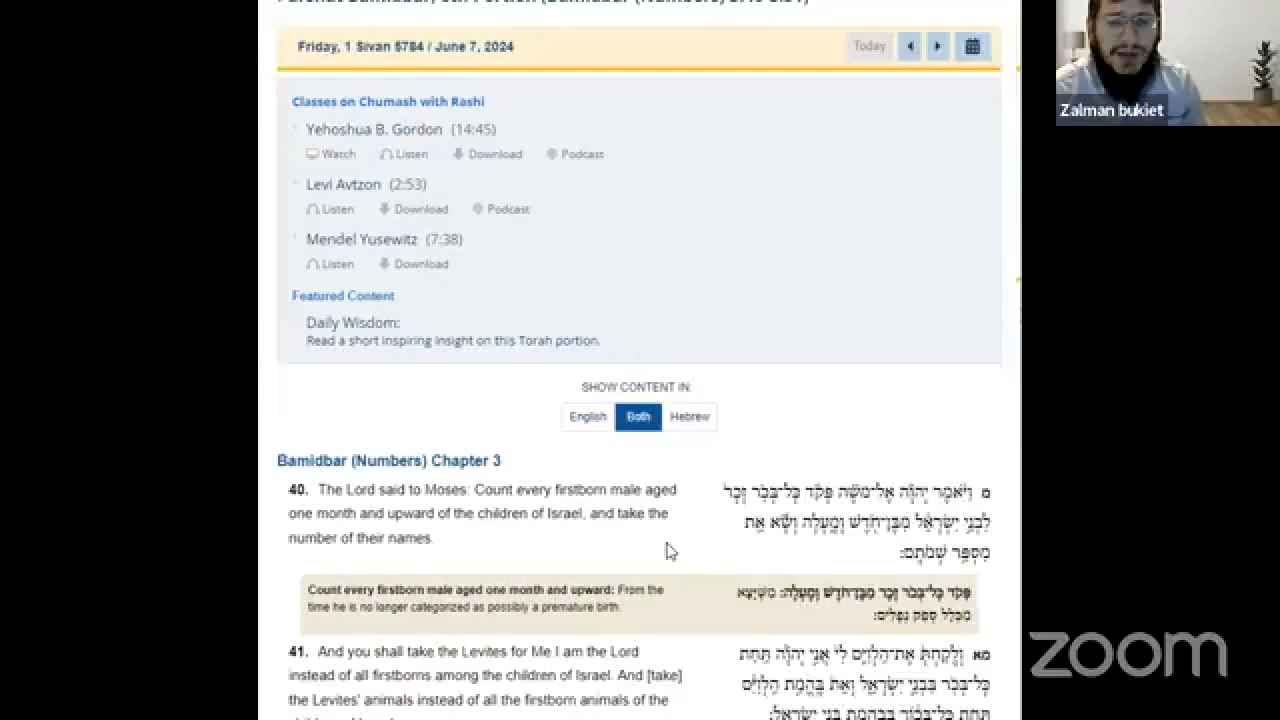 Friday, 1 Sivan 5784 / June 7, 2024
Today
Zalman bukiet
Classes on Chumash with Rashi
Yehoshua B. Gordon (14:45)
Watch Listen Download Podcast
Levi Avtzon (2:53)
Listen Download Podcast
Mendel Yusewitz (7:38)
Listen Download
Featured Content
Daily Wisdom:
Read a short inspiring insight on this Torah portion.
SHOW CONTENT IN:
English Both Hebrew
Bamidbar (Numbers) Chapter 3
40. The Lord said to Moses: Count every firstborn male aged
one month and upward of the children of Israel, and take the
number of their names.
מ וַיֹּאמֶר יְהֹוָה אֶל־מֹשֶׁה פְּקֹד כָּל־בְּכֹר זָכָר
לִבְנֵי יִשְׂרָאֵל מִבֶּן־חֹדֶשׁ וָמָעְלָה וְשָׂא אֵת
מִסְפַּר שְׁמֹתָם:
Count every firstborn male aged one month and upward: From the
time he is no longer categorized as possibly a premature birth.
פְּקֹד כָּל־בְּכֹר זָכָר מִבֶּן־חֹדֶשׁ וָמַעְלָה: מִשֶּׁיָּצָא
מִכְּלַל סְפֵק נְפָלִים:
41. And you shall take the Levites for Me I am the Lord
instead of all firstborns among the children of Israel. And [take]
the Levites' animals instead of all the firstborn animals of the
מא וְלָקַחְתָּ אֶת־הַלְוִיִּם לִי אֲנִי יְהֹוָה תַּחַת
כָּל־בְּכֹר בִּבְנֵי יִשְׂרָאֵל וְאֵת בֶּהֱמַת הַלְוִיִּם
תַּחַת כָּל־בְּכוֹר בְּבֶהֱמַת בְּנֵי יִשְׂרָאֵל:
zoom